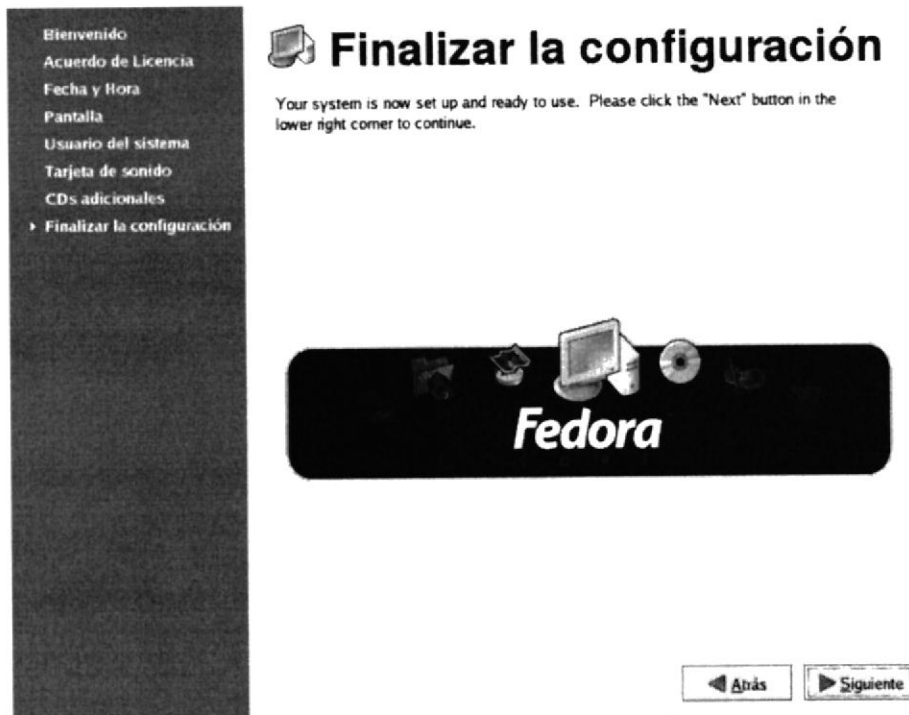 Bienvenido
Acuerdo de Licencia
Fecha y Hora
Pantalla
Usuario del sistema
Tarjeta de sonido
CDs adicionales
Finalizar la configuración
Finalizar la configuración
Your system is now set up and ready to use. Please click the "Next" button in the
lower right corner to continue.
Fedora
Atrás
Siguiente